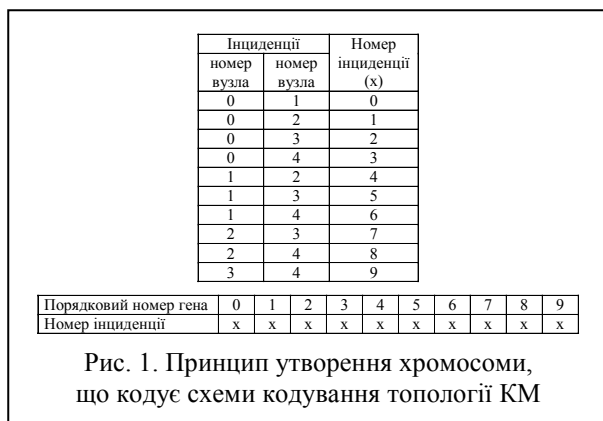 Інциденції Номер
номер номер інциденції
вузла вузла (x)
0 1 0
0 2 1
0 3 2
0 4 3
1 2 4
1 3 5
1 4 6
2 3 7
2 4 8
3 4 9
Порядковий номер гена 0 1 2 3 4 5 6 7 8 9
Номер інциденції x x x x x x x x x x
Рис. 1. Принцип утворення хромосоми,
що кодує схеми кодування топології КМ